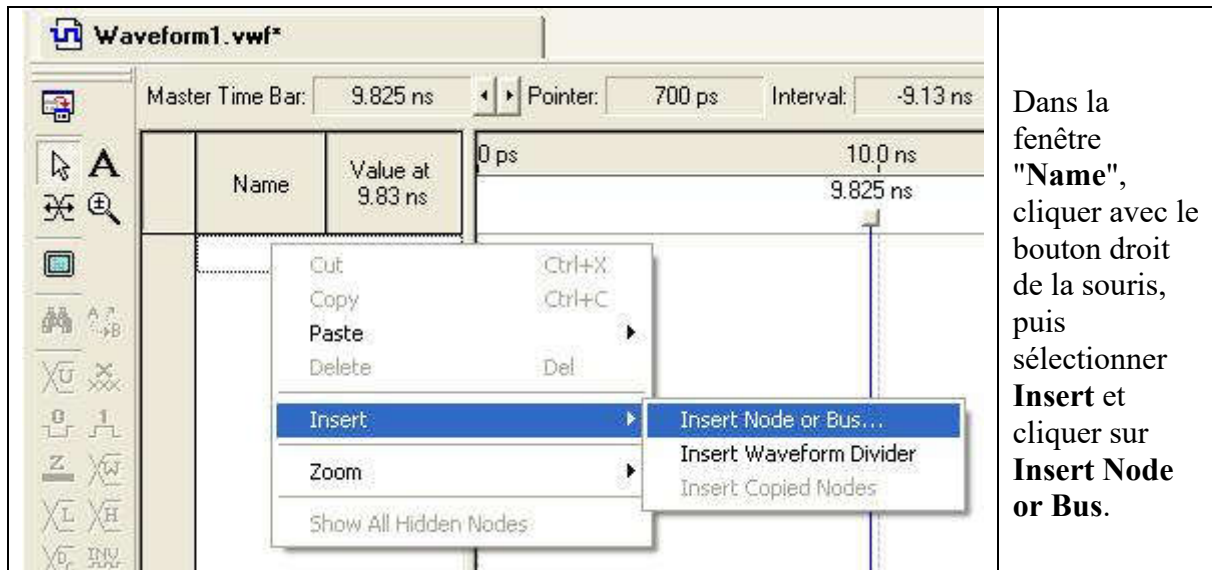 Waveform1.vwf*
Master Time Bar: 9.825 ns Pointer: 700 ps Interval: -9.13 ns
Name
Value at
9.83 ns
0 ps
10.0 ns
9.825 ns
Cut Ctrl+X
Copy Ctrl+C
Paste
Delete Del
Insert
Zoom
Show All Hidden Nodes
Insert Node or Bus...
Insert Waveform Divider
Insert Copied Nodes
Dans la
fenêtre
"Name",
cliquer avec le
bouton droit
de la souris,
puis
sélectionner
Insert et
cliquer sur
Insert Node
or Bus.